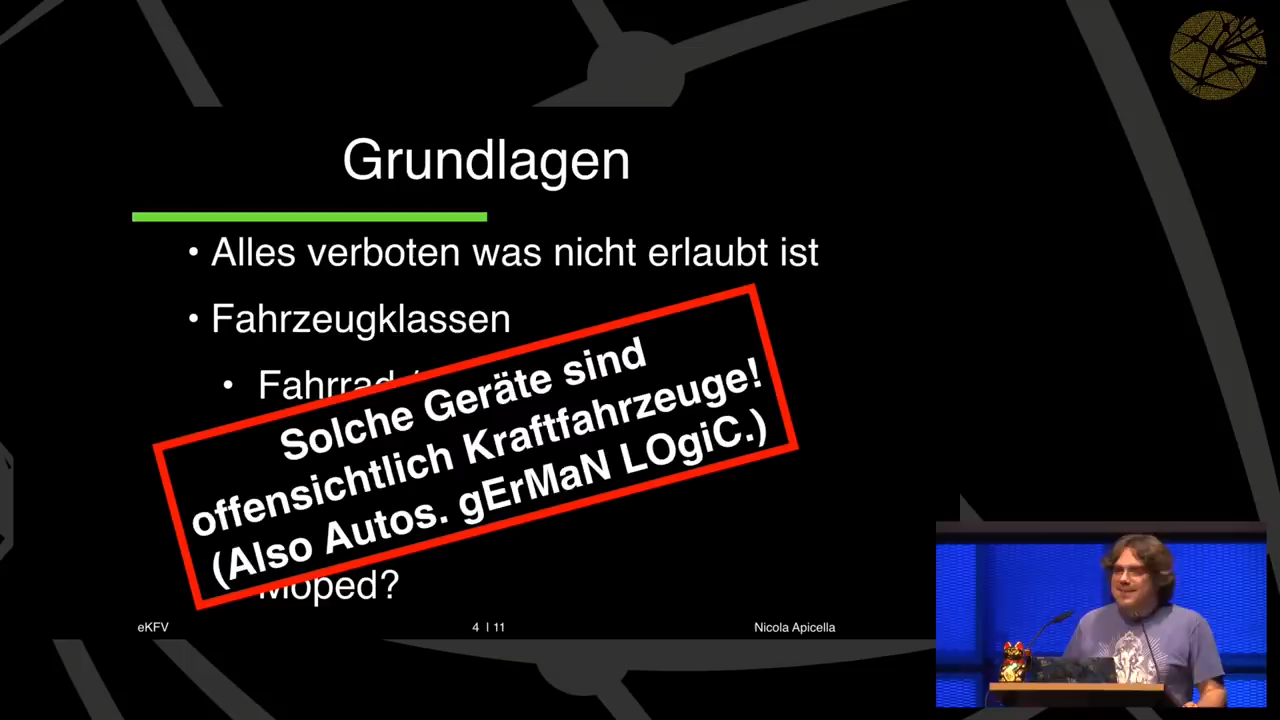 Grundlagen
• Alles verboten was nicht erlaubt ist
• Fahrzeugklassen
• Fahrrad
Solche Geräte sind
offensichtlich Kraftfahrzeuge!
(Also Autos. gErMaN LOgiC.)
Moped?
eKFV
4 | 11
Nicola Apicella